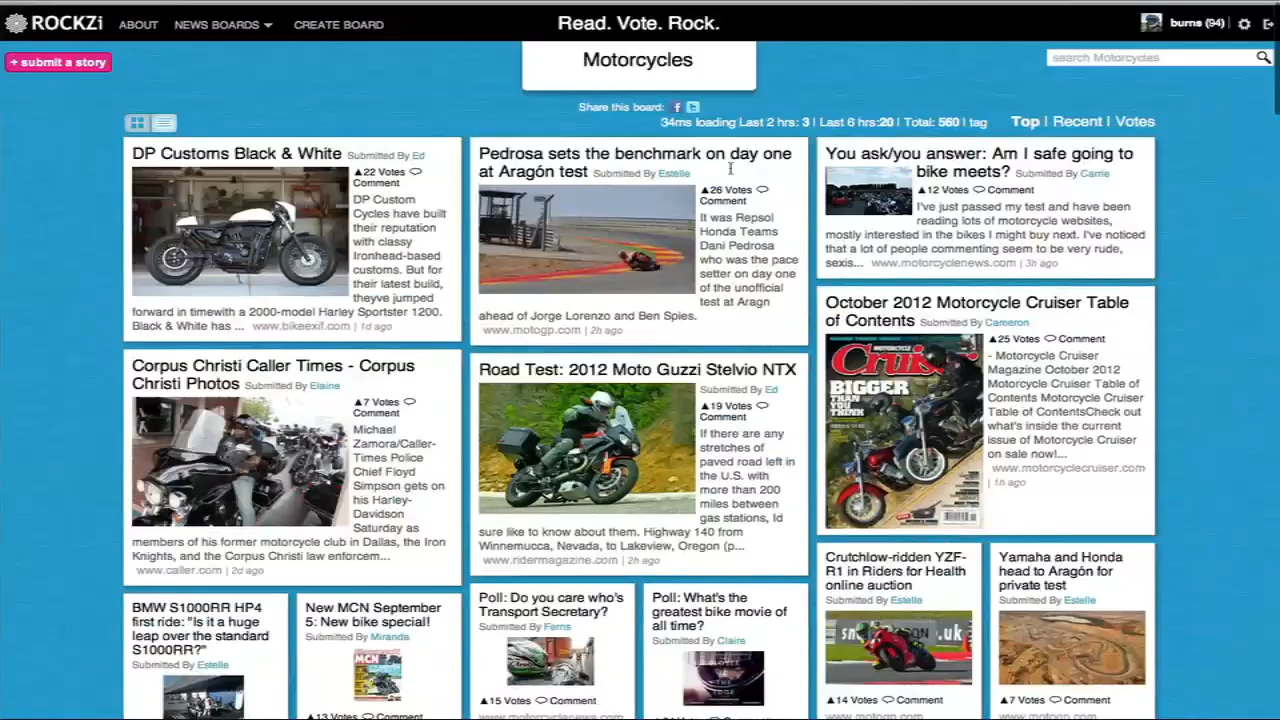 ROCKZi ABOUT NEWS BOARDS CREATE BOARD Read. Vote. Rock. burns (94)
+ submit a story
Motorcycles
search Motorcycles
Share this board:
34ms loading Last 2 hrs: 3 | Last 6 hrs:20 | Total: 560 | tag
Top | Recent | Votes
DP Customs Black & White Submitted By Ed
▲22 Votes
Comment
DP Custom
Cycles have built
their reputation
with classy
Ironhead-based
customs. But for
their latest build,
theyve jumped
forward in timewith a 2000-model Harley Sportster 1200.
Black & White has ... www.bikeexif.com | 1d ago
Corpus Christi Caller Times - Corpus
Christi Photos Submitted By Elaine
▲7 Votes
Comment
Michael
Zamora/Caller-
Times Police
Chief Floyd
Simpson gets on
his Harley-
Davidson
Saturday as
members of his former motorcycle club in Dallas, the Iron
Knights, and the Corpus Christi law enforcem...
www.caller.com | 2d ago
BMW S1000RR HP4
first ride: "Is it a huge
leap over the standard
S1000RR?"
Submitted By Estelle
New MCN September
5: New bike special!
Submitted By Miranda
MCN
▲13 Votes Comment
Pedrosa sets the benchmark on day one
at Aragón test Submitted By Estelle
▲26 Votes
Comment
It was Repsol
Honda Teams
Dani Pedrosa
who was the pace
setter on day one
of the unofficial
test at Aragn
ahead of Jorge Lorenzo and Ben Spies.
www.motogp.com | 2h ago
Road Test: 2012 Moto Guzzi Stelvio NTX
Submitted By Ed
▲19 Votes
Comment
If there are any
stretches of
paved road left in
the U.S. with
more than 200
miles between
gas stations, Id
sure like to know about them. Highway 140 from
Winnemucca, Nevada, to Lakeview, Oregon (p...
www.ridermagazine.com | 2h ago
Poll: Do you care who's
Transport Secretary?
Submitted By Ferris
▲15 Votes Comment
www.motorcyclenews.com
Poll: What's the
greatest bike movie of
all time?
Submitted By Claire
You ask/you answer: Am I safe going to
bike meets? Submitted By Carrie
▲12 Votes Comment
I've just passed my test and have been
reading lots of motorcycle websites,
mostly interested in the bikes I might buy next. I've noticed
that a lot of people commenting seem to be very rude,
sexis... www.motorcyclenews.com | 3h ago
October 2012 Motorcycle Cruiser Table
of Contents Submitted By Cameron
▲25 Votes Comment
- Motorcycle Cruiser
Magazine October 2012
Motorcycle Cruiser Table of
Contents Motorcycle Cruiser
Table of ContentsCheck out
what's inside the current
issue of Motorcycle Cruiser
on sale now!...
www.motorcyclecruiser.com
| 1h ago
BIGGER
THAN
YOU
THINK
Crutchlow-ridden YZF-
R1 in Riders for Health
online auction
Submitted By Estelle
▲14 Votes Comment
www.motogp.com
Yamaha and Honda
head to Aragón for
private test
Submitted By Estelle
▲7 Votes Comment
www.motogp.com